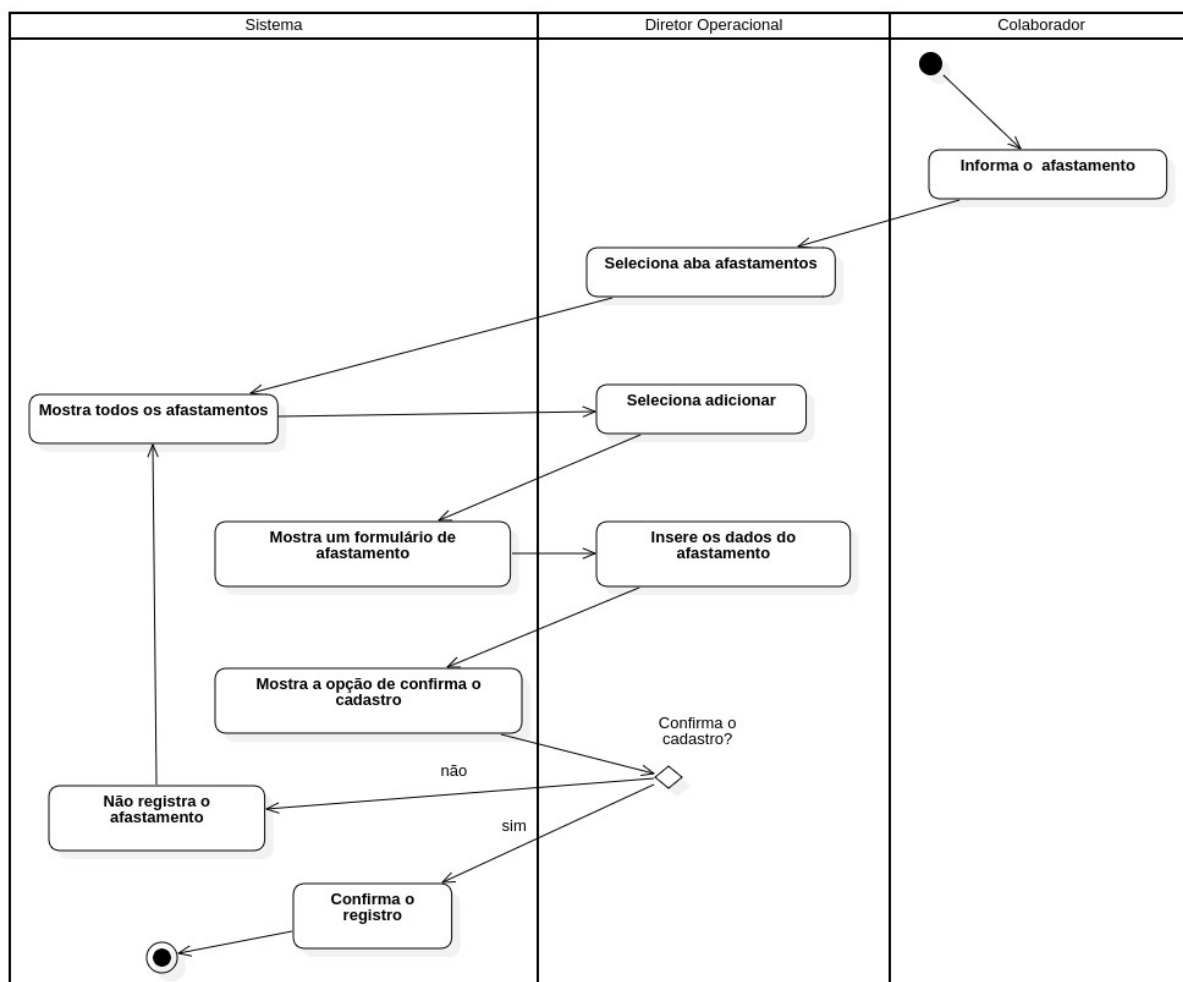 Sistema
Diretor Operacional
Colaborador
Informa o  afastamento
Seleciona aba afastamentos
Mostra todos os afastamentos
Seleciona adicionar
Mostra um formulário de
afastamento
Insere os dados do
afastamento
Mostra a opção de confirma o
cadastro
Confirma o
cadastro?
não
Não registra o
afastamento
sim
Confirma o
registro